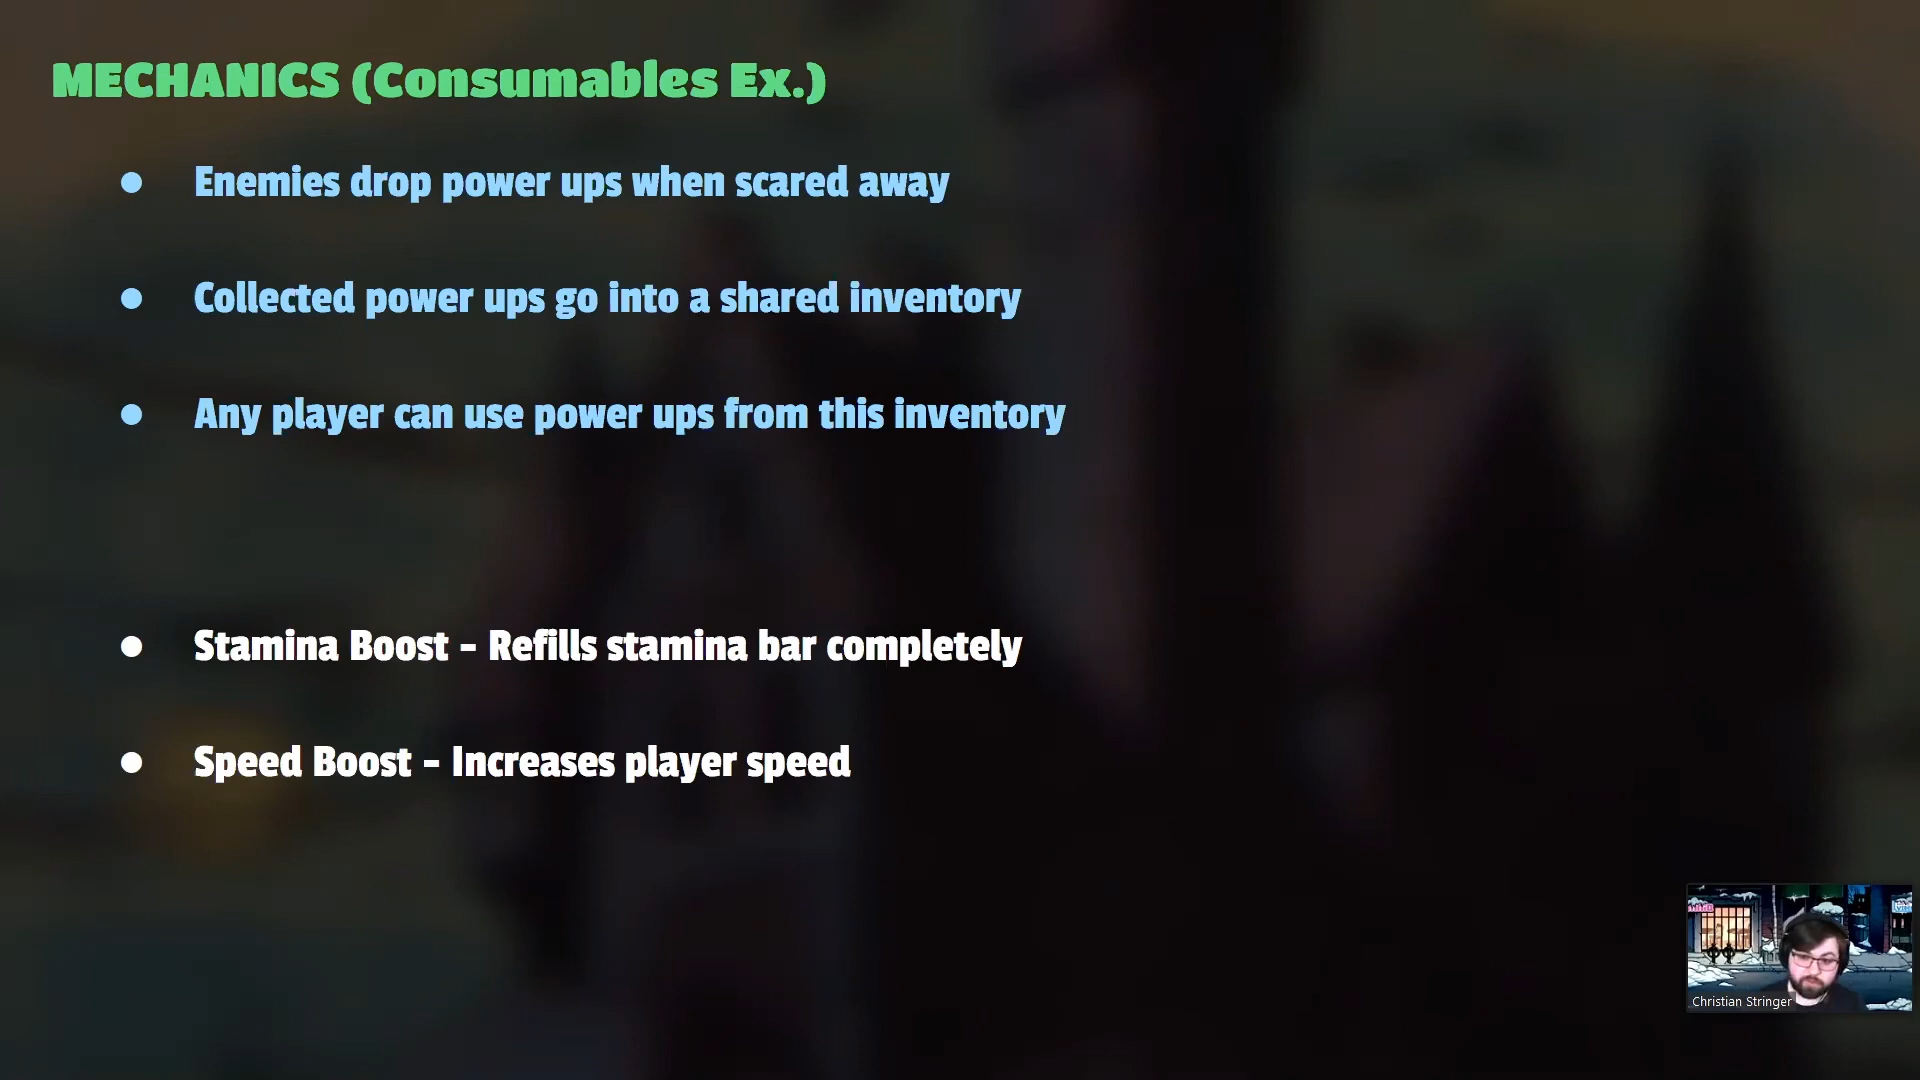 MECHANICS (Consumables Ex.)
● Enemies drop power ups when scared away
● Collected power ups go into a shared inventory
● Any player can use power ups from this inventory
● Stamina Boost - Refills stamina bar completely
● Speed Boost - Increases player speed
Christian Stringer